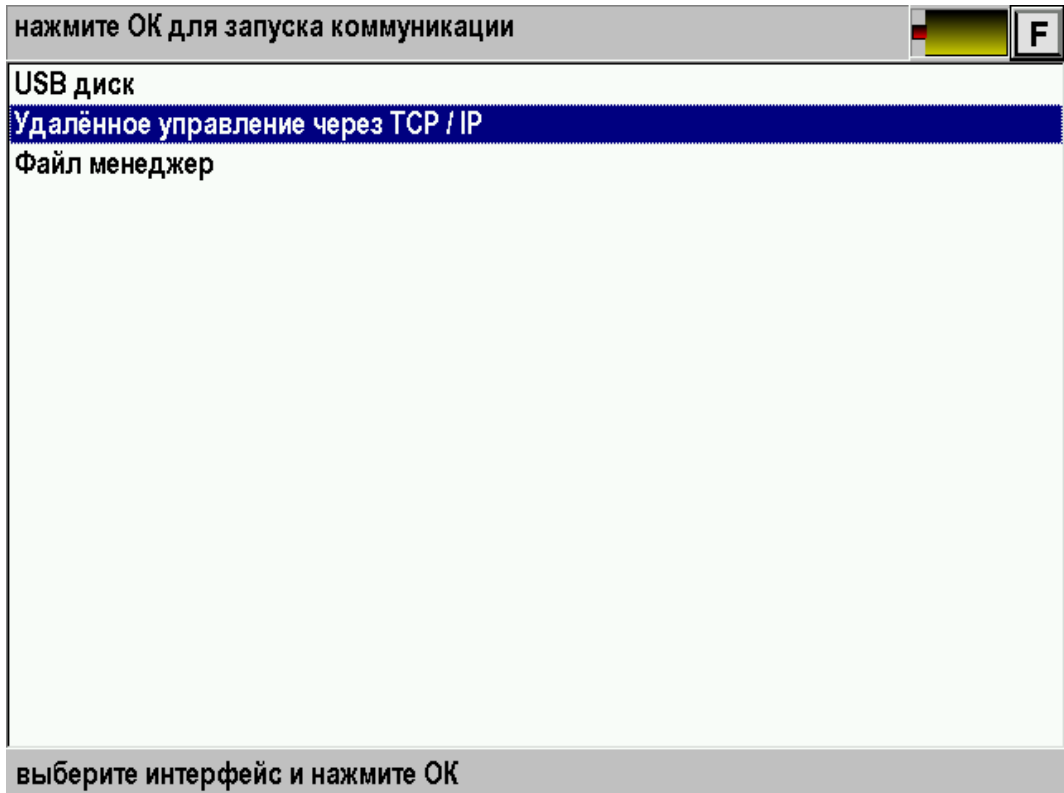 нажмите ОК для запуска коммуникации
F
USB диск
Удалённое управление через TCP / IP
Файл менеджер
выберите интерфейс и нажмите ОК